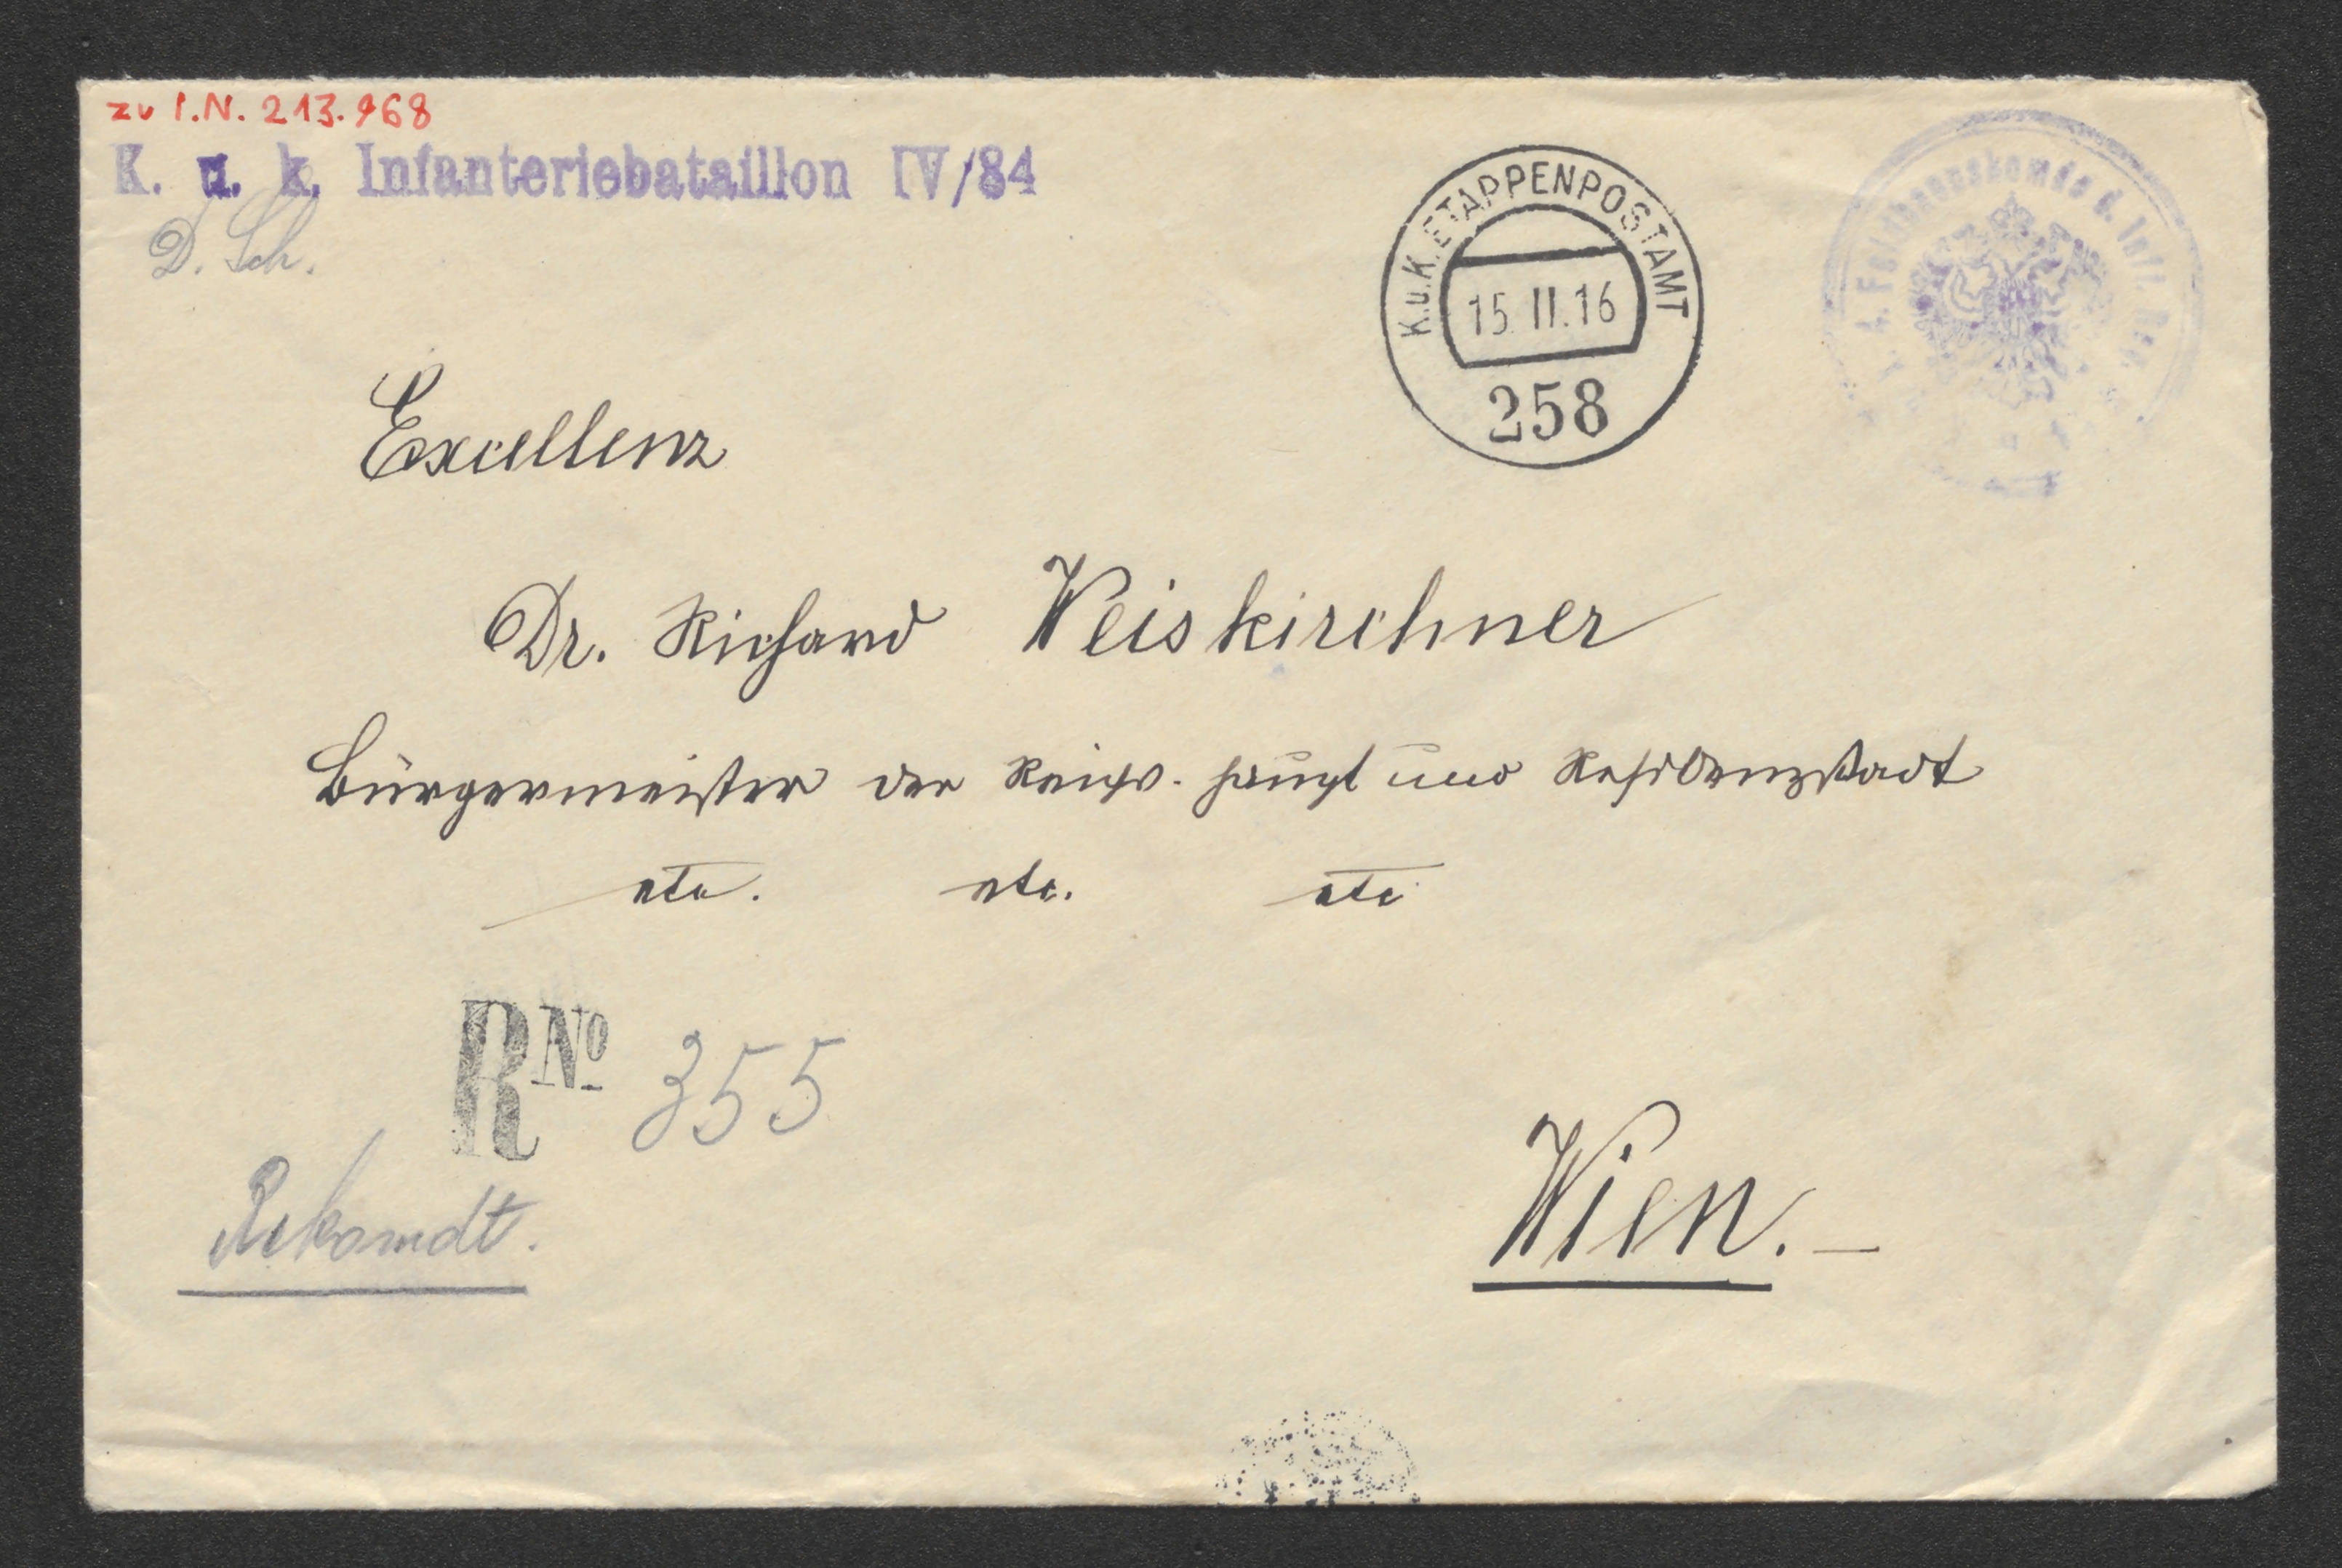 zu I.N. 213.968
K. u. k. Infanteriebataillon IV/84
D. Sch.
K.u.K. ETAPPENPOSTAMT
15. II. 16
258
Excellenz
Dr. Richard Weiskirchner
Bürgermeister der Reichs- Haupt und Residenzstadt
etc. etc. etc
R No 355
Rekomdt.
Wien.